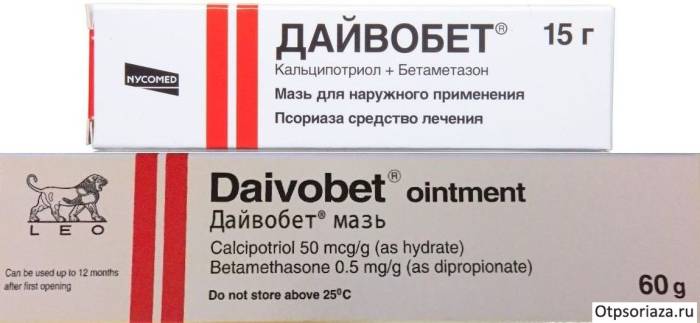 ДАЙВОБЕТ® 15 г
Кальципотриол + Бетаметазон
NYCOMED
Мазь для наружного применения
Псориаза средство лечения
Daivobet® ointment
Дайвобет® мазь
LEO
Calcipotriol 50 mcg/g (as hydrate)
Betamethasone 0.5 mg/g (as dipropionate)
Can be used up to 12 months
after first opening
Do not store above 25°C
60 g
Otpsoriaza.ru